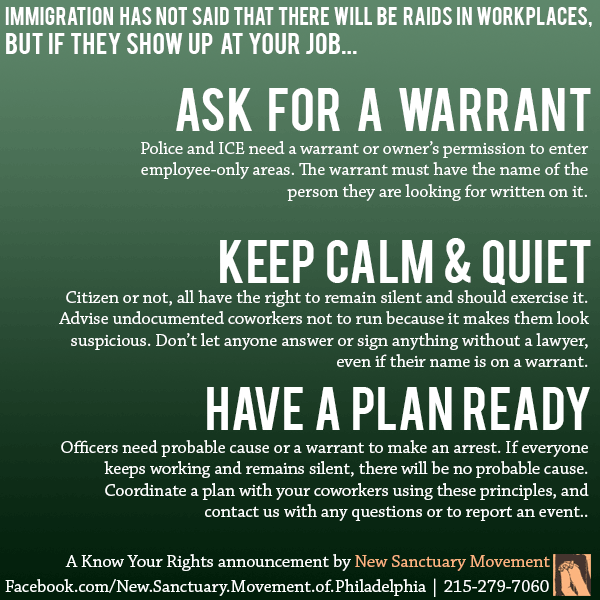 IMMIGRATION HAS NOT SAID THAT THERE WILL BE RAIDS IN WORKPLACES,
BUT IF THEY SHOW UP AT YOUR JOB...
ASK FOR A WARRANT
Police and ICE need a warrant or owner's permission to enter
employee-only areas. The warrant must have the name of the
person they are looking for written on it.
KEEP CALM & QUIET
Citizen or not, all have the right to remain silent and should exercise it.
Advise undocumented coworkers not to run because it makes them look
suspicious. Don't let anyone answer or sign anything without a lawyer,
even if their name is on a warrant.
HAVE A PLAN READY
Officers need probable cause or a warrant to make an arrest. If everyone
keeps working and remains silent, there will be no probable cause.
Coordinate a plan with your coworkers using these principles, and
contact us with any questions or to report an event..
A Know Your Rights announcement by New Sanctuary Movement
Facebook.com/New.Sanctuary.Movement.of.Philadelphia | 215-279-7060